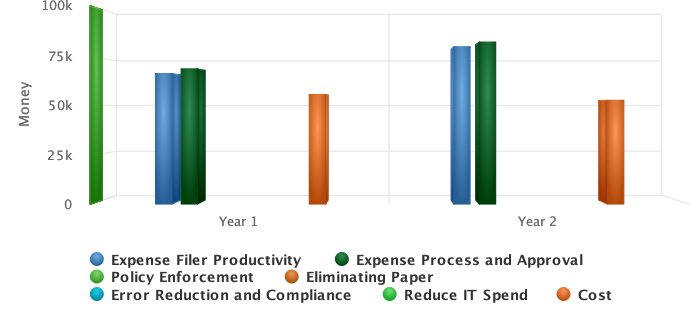 100k
75k
50k
25k
0
Money
Year 1 Year 2
Expense Filer Productivity Expense Process and Approval
Policy Enforcement Eliminating Paper
Error Reduction and Compliance Reduce IT Spend Cost